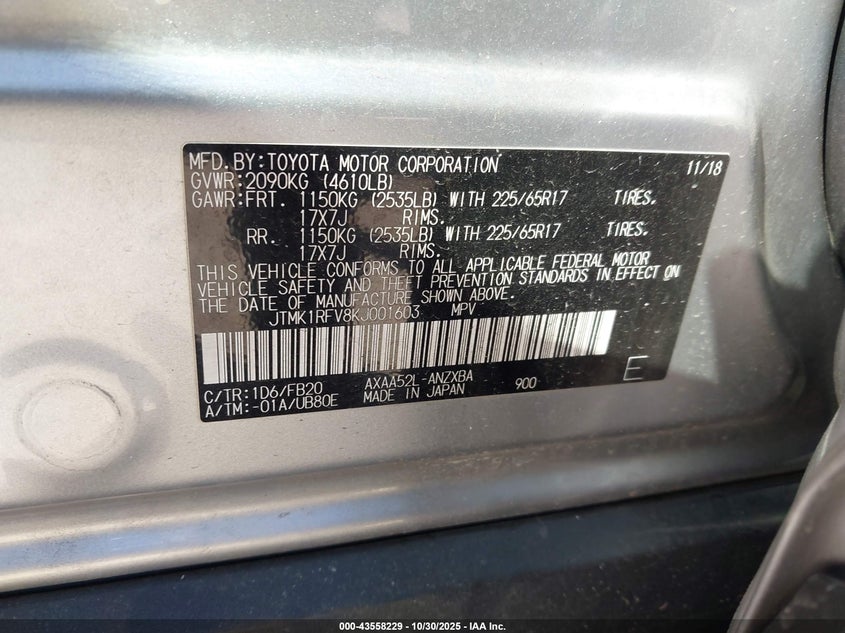 MFD. BY: TOYOTA MOTOR CORPORATION 11/18
GVWR: 2090KG (4610LB)
GAWR: FRT. 1150KG (2535LB) WITH 225/65R17 TIRES.
17X7J RIMS.
RR. 1150KG (2535LB) WITH 225/65R17 TIRES.
17X7J RIMS.
THIS VEHICLE CONFORMS TO ALL APPLICABLE FEDERAL MOTOR
VEHICLE SAFETY AND THEFT PREVENTION STANDARDS IN EFFECT ON
THE DATE OF MANUFACTURE SHOWN ABOVE.
JTMK1RFV8KJ001603 MPV
C/TR: 1D6/FB20 AXAA52L-ANZXBA 900 E
A/TM: -01A/UB80E MADE IN JAPAN
000-43558229 - 10/30/2025 - IAA Inc.